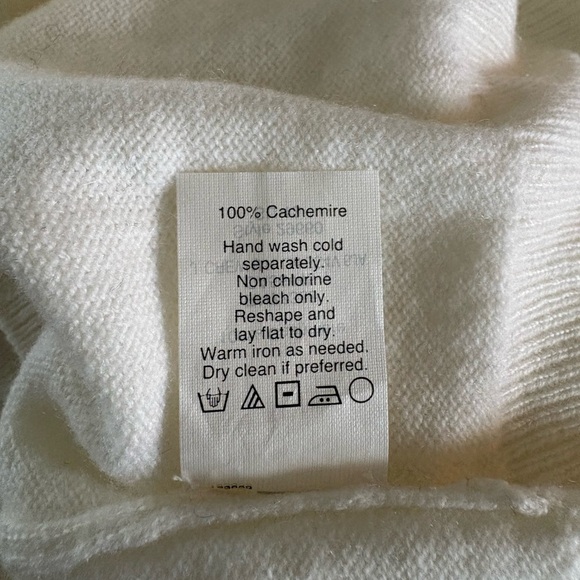 100% Cachemire
Hand wash cold
separately.
Non chlorine
bleach only.
Reshape and
lay flat to dry.
Warm iron as needed.
Dry clean if preferred.